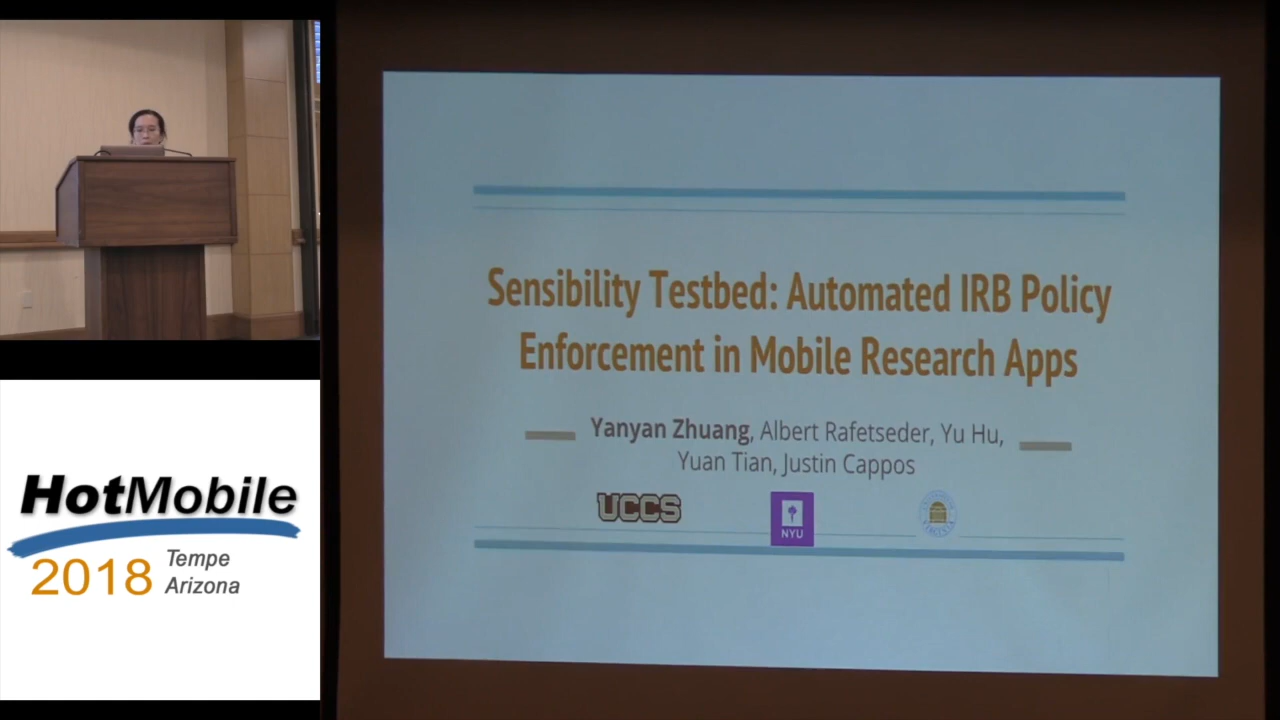 Sensibility Testbed: Automated IRB Policy
Enforcement in Mobile Research Apps
Yanyan Zhuang, Albert Rafetseder, Yu Hu,
Yuan Tian, Justin Cappos
UCCS
NYU
HotMobile
2018
Tempe
Arizona